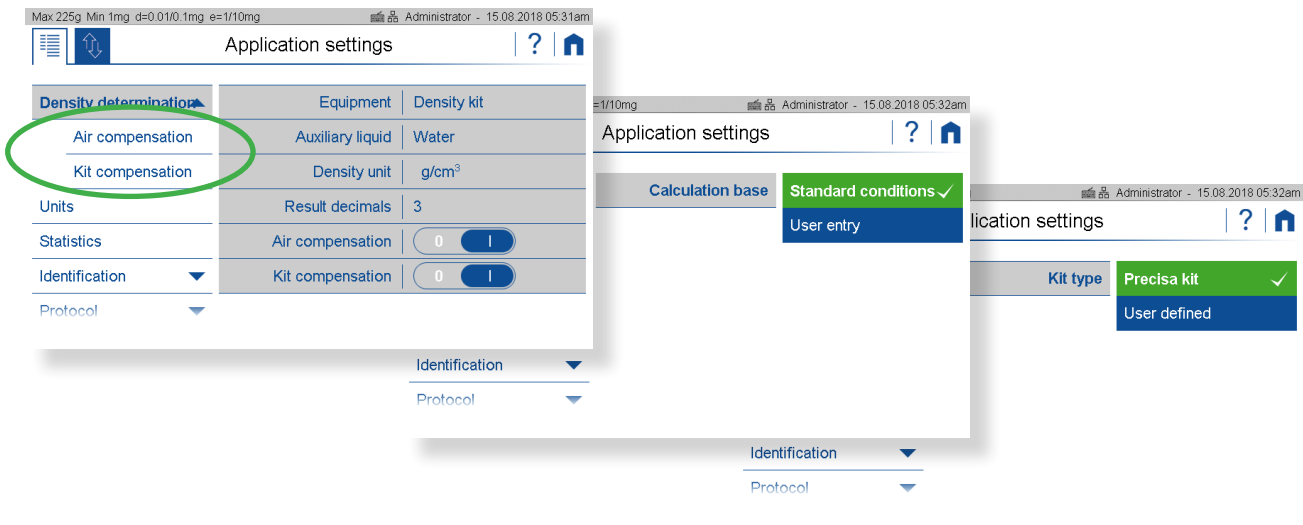 Max 225g Min 1mg d=0.01/0.1mg e=1/10mg Administrator - 15.08.2018 05:31am
Application settings ?
Density determination
Equipment Density kit
Air compensation
Auxiliary liquid Water
Kit compensation
Density unit g/cm³
Units
Result decimals 3
Statistics
Air compensation 0 I
Identification
Kit compensation 0 I
Protocol
=1/10mg Administrator - 15.08.2018 05:32am
Application settings ?
Calculation base Standard conditions
User entry
Identification
Protocol
Administrator - 15.08.2018 05:32am
lication settings ?
Kit type Precisa kit
User defined
Identification
Protocol